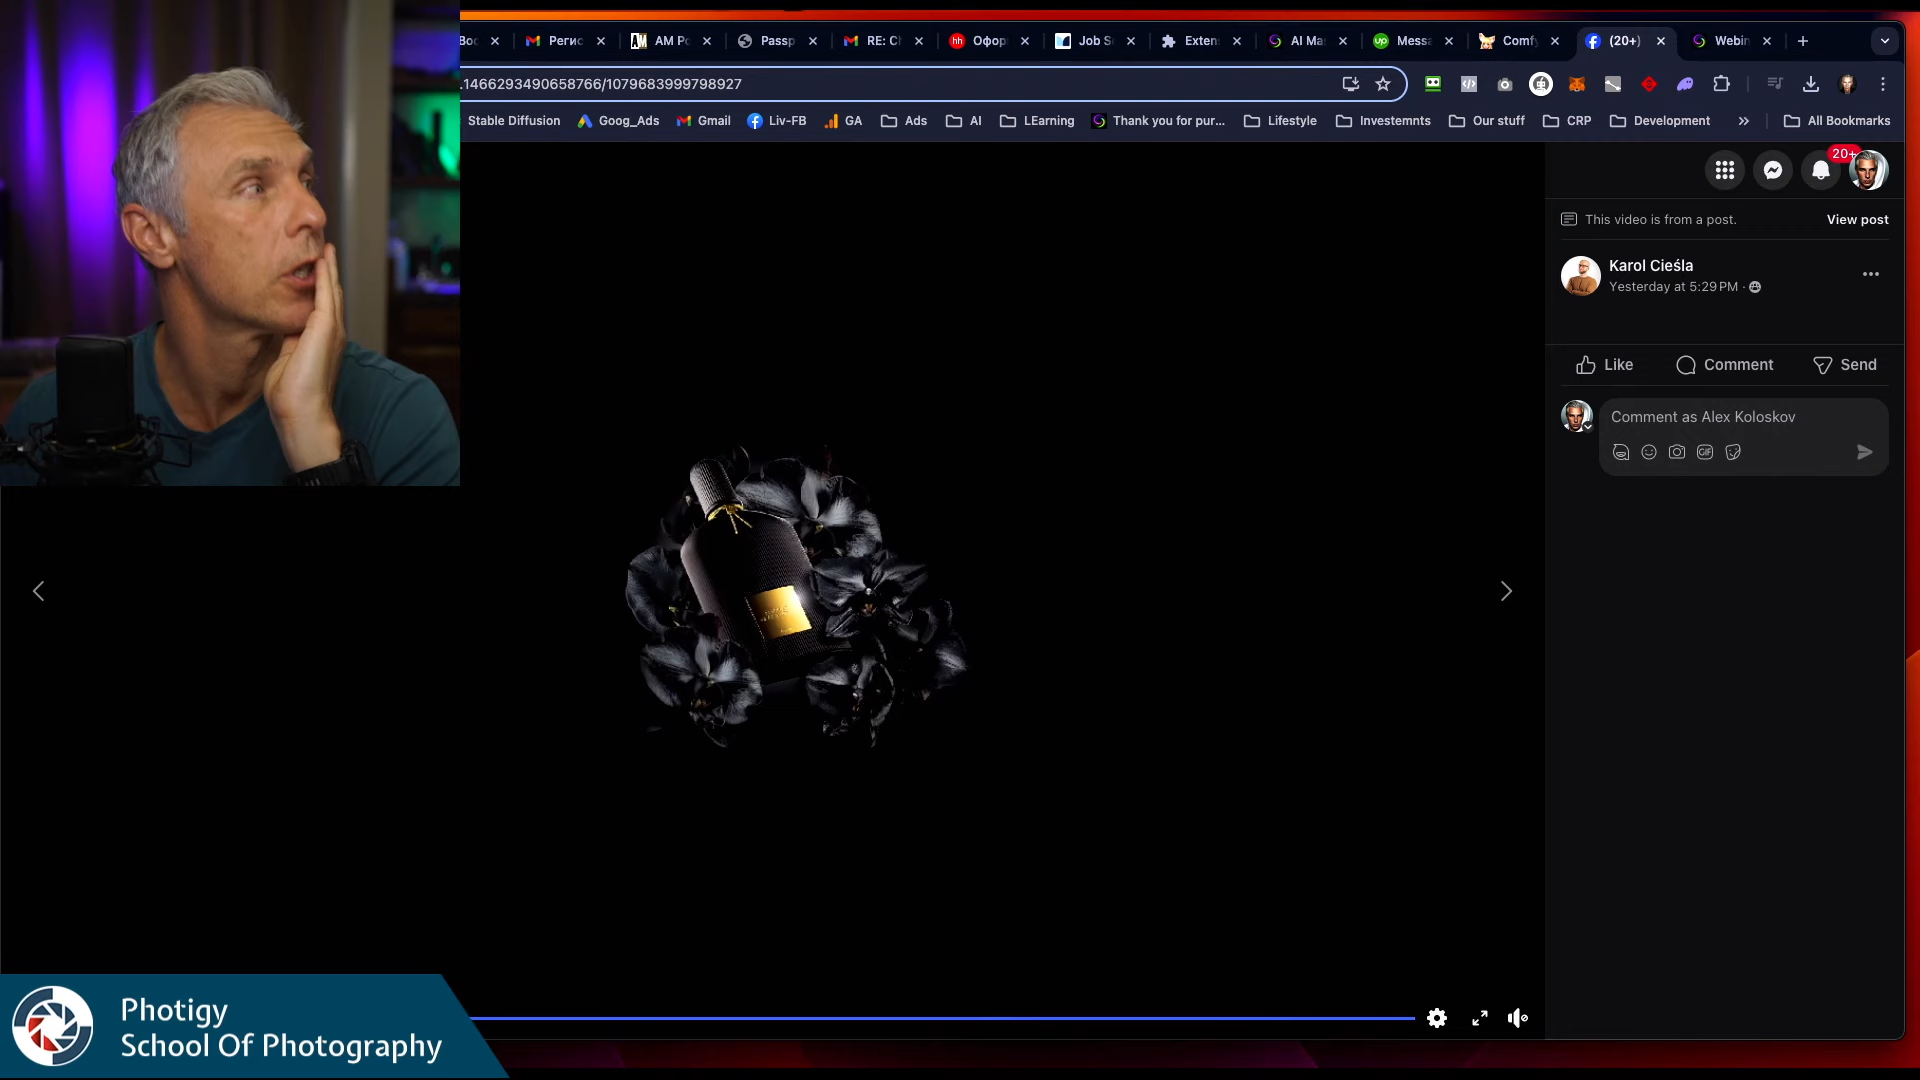 Boo
Регис
AM Po
Passp
RE: Cl
Офор
Job S
Exten
AI Ma
Messa
Comfy
(20+)
Webin
.1466293490658766/1079683999798927
Stable Diffusion
Goog_Ads
Gmail
Liv-FB
GA
Ads
AI
LEarning
Thank you for pur...
Lifestyle
Investemnts
Our stuff
CRP
Development
All Bookmarks
20+
This video is from a post.
View post
Karol Cieśla
Yesterday at 5:29 PM
Like
Comment
Send
Comment as Alex Koloskov
GIF
Photigy
School Of Photography